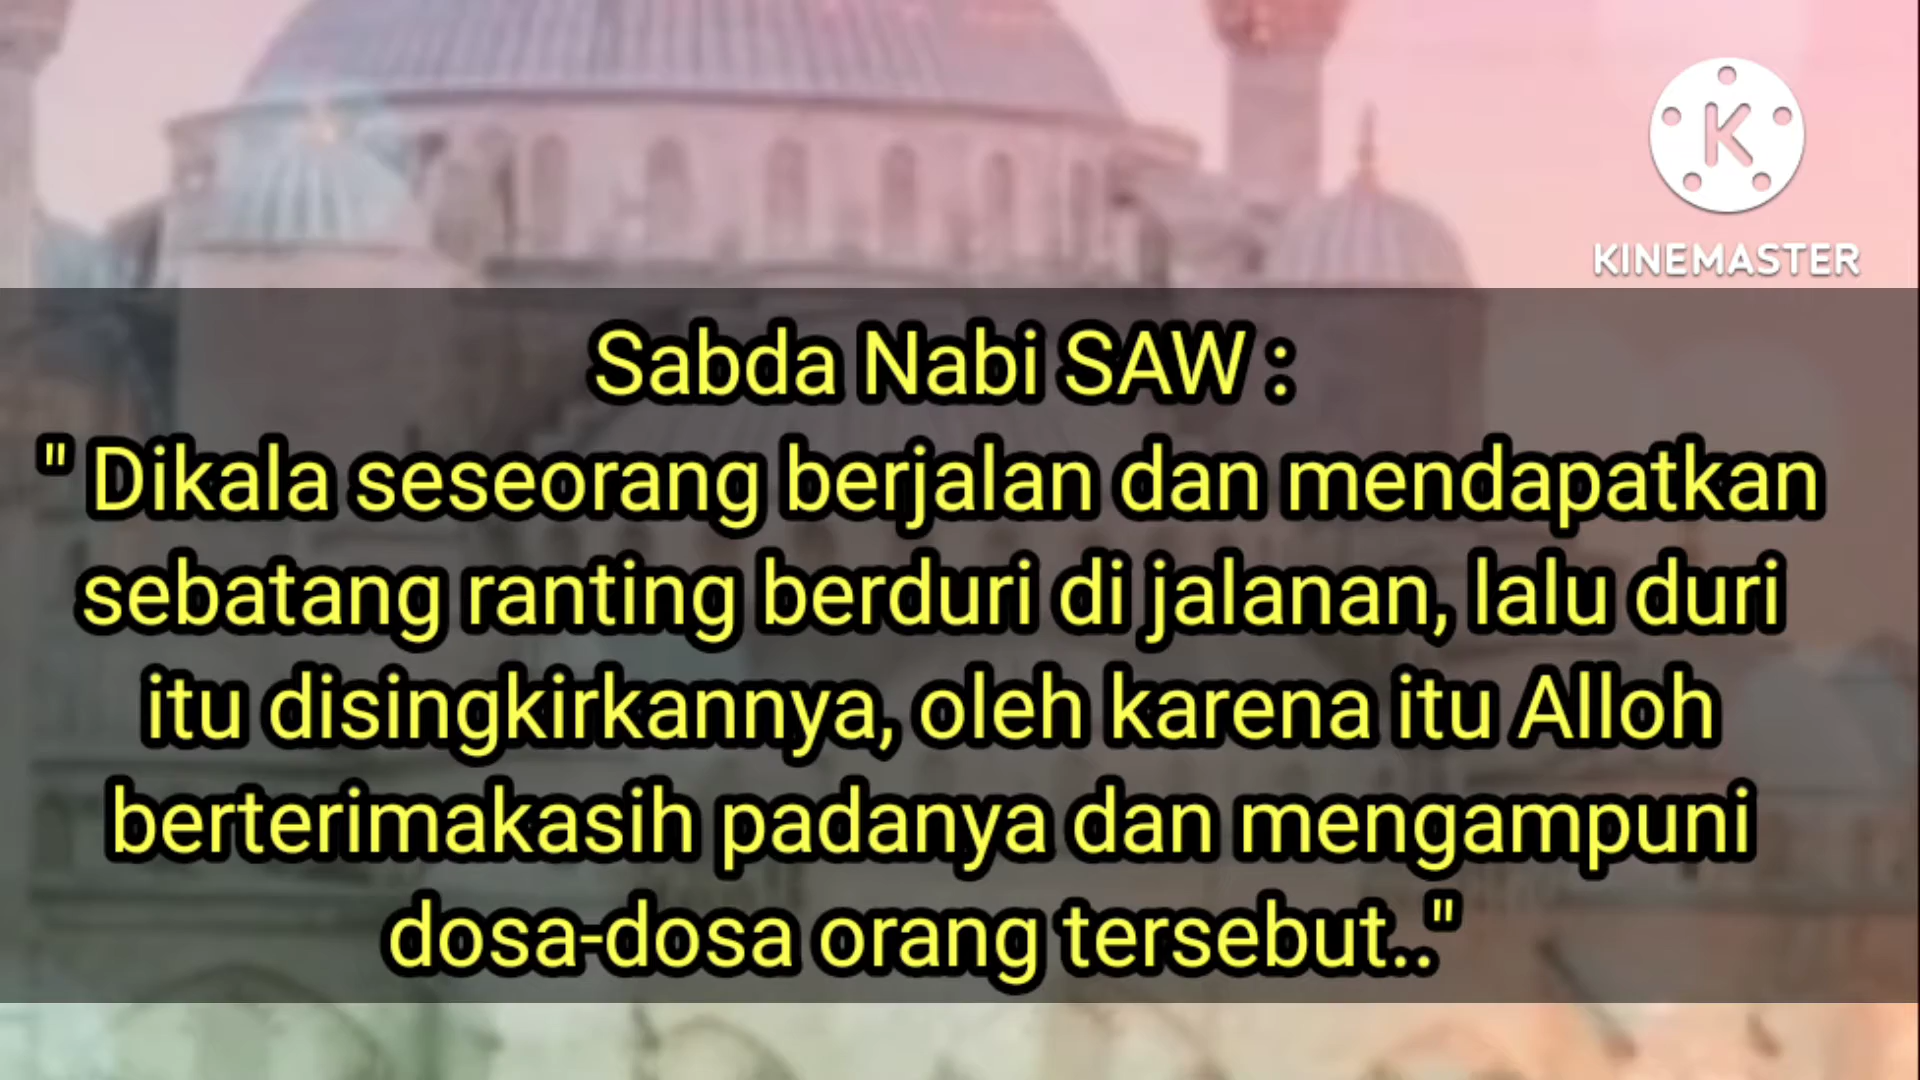 KINEMASTER
Sabda Nabi SAW :
" Dikala seseorang berjalan dan mendapatkan
sebatang ranting berduri di jalanan, lalu duri
itu disingkirkannya, oleh karena itu Alloh
berterimakasih padanya dan mengampuni
dosa-dosa orang tersebut.."